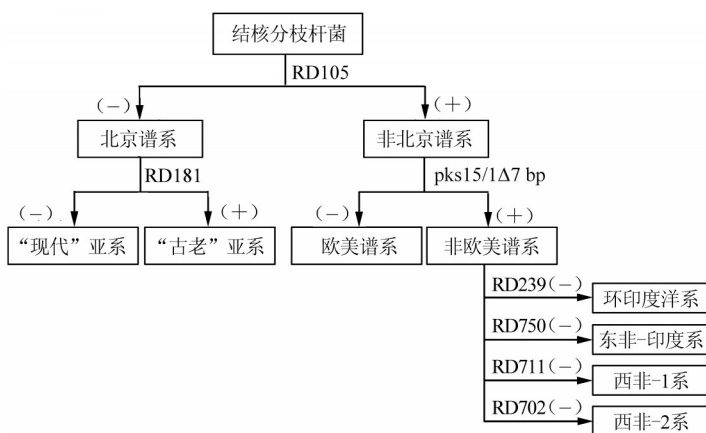 结核分枝杆菌
RD105
(-) (+)
北京谱系 非北京谱系
RD181 pks15/1Δ7 bp
(-) (+) (-) (+)
“现代”亚系 “古老”亚系 欧美谱系 非欧美谱系
RD239(-) 环印度洋系
RD750(-) 东非-印度系
RD711(-) 西非-1系
RD702(-) 西非-2系